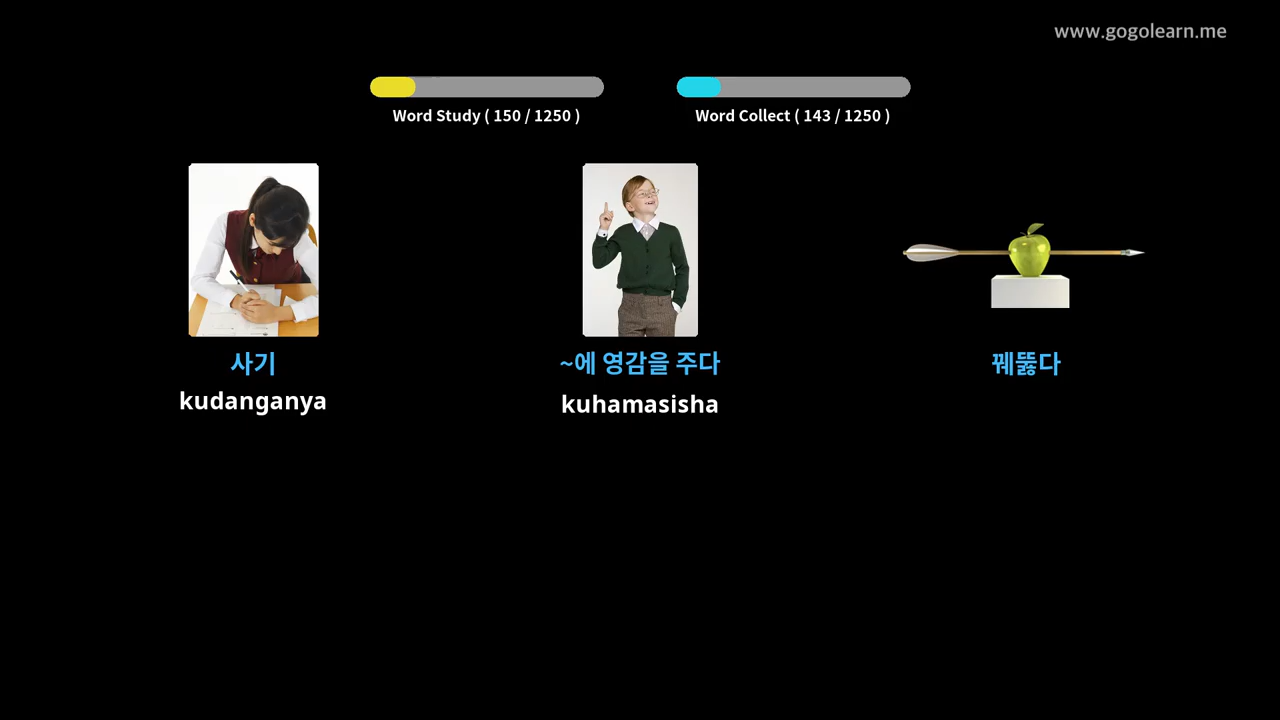 www.gogolearn.me
Word Study ( 150 / 1250 )
Word Collect ( 143 / 1250 )
사기
~에 영감을 주다
꿰뚫다
kudanganya
kuhamasisha